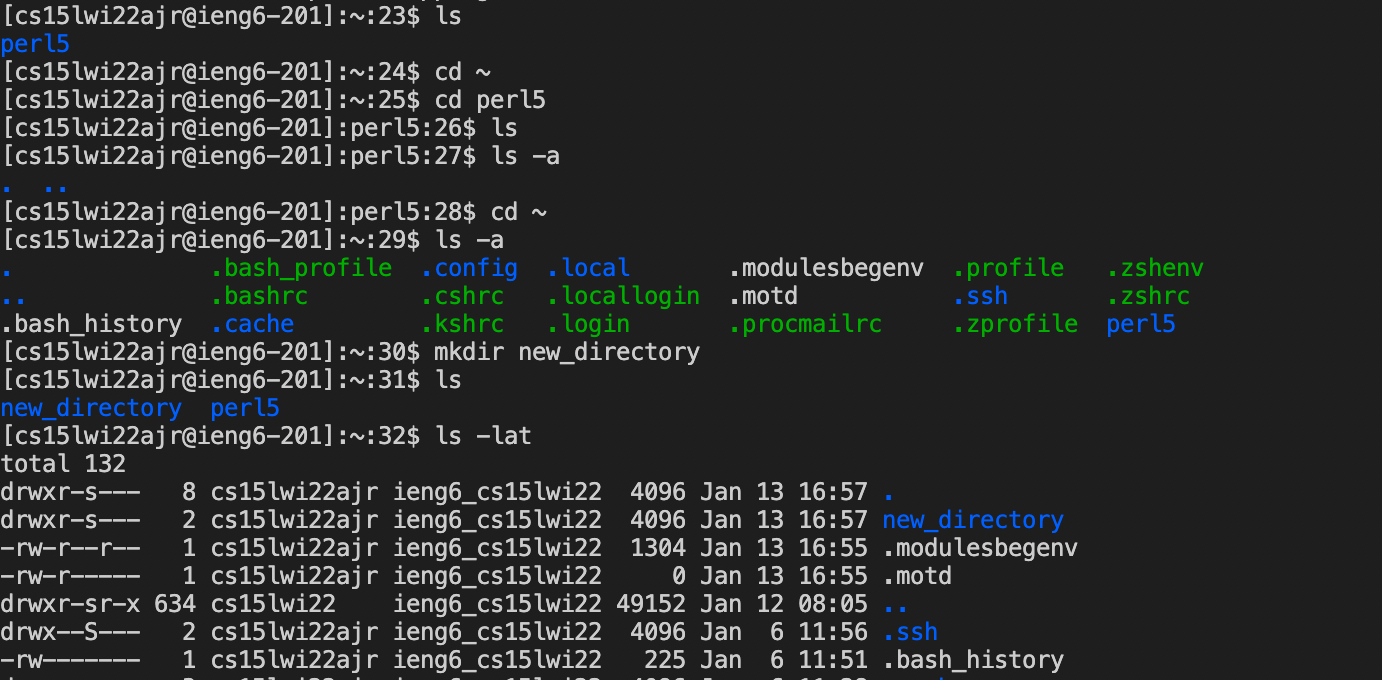 [cs15lwi22ajr@ieng6-201]:~:23$ ls
perl5
[cs15lwi22ajr@ieng6-201]:~:24$ cd ~
[cs15lwi22ajr@ieng6-201]:~:25$ cd perl5
[cs15lwi22ajr@ieng6-201]:perl5:26$ ls
[cs15lwi22ajr@ieng6-201]:perl5:27$ ls -a
.  ..
[cs15lwi22ajr@ieng6-201]:perl5:28$ cd ~
[cs15lwi22ajr@ieng6-201]:~:29$ ls -a
.              .bash_profile  .config  .local       .modulesbegenv  .profile   .zshenv
..             .bashrc        .cshrc   .locallogin  .motd           .ssh       .zshrc
.bash_history  .cache         .kshrc   .login       .procmailrc     .zprofile  perl5
[cs15lwi22ajr@ieng6-201]:~:30$ mkdir new_directory
[cs15lwi22ajr@ieng6-201]:~:31$ ls
new_directory  perl5
[cs15lwi22ajr@ieng6-201]:~:32$ ls -lat
total 132
drwxr-s---   8 cs15lwi22ajr ieng6_cs15lwi22  4096 Jan 13 16:57 .
drwxr-s---   2 cs15lwi22ajr ieng6_cs15lwi22  4096 Jan 13 16:57 new_directory
-rw-r--r--   1 cs15lwi22ajr ieng6_cs15lwi22  1304 Jan 13 16:55 .modulesbegenv
-rw-r-----   1 cs15lwi22ajr ieng6_cs15lwi22     0 Jan 13 16:55 .motd
drwxr-sr-x 634 cs15lwi22    ieng6_cs15lwi22 49152 Jan 12 08:05 ..
drwx--S---   2 cs15lwi22ajr ieng6_cs15lwi22  4096 Jan  6 11:56 .ssh
-rw-------   1 cs15lwi22ajr ieng6_cs15lwi22   225 Jan  6 11:51 .bash_history